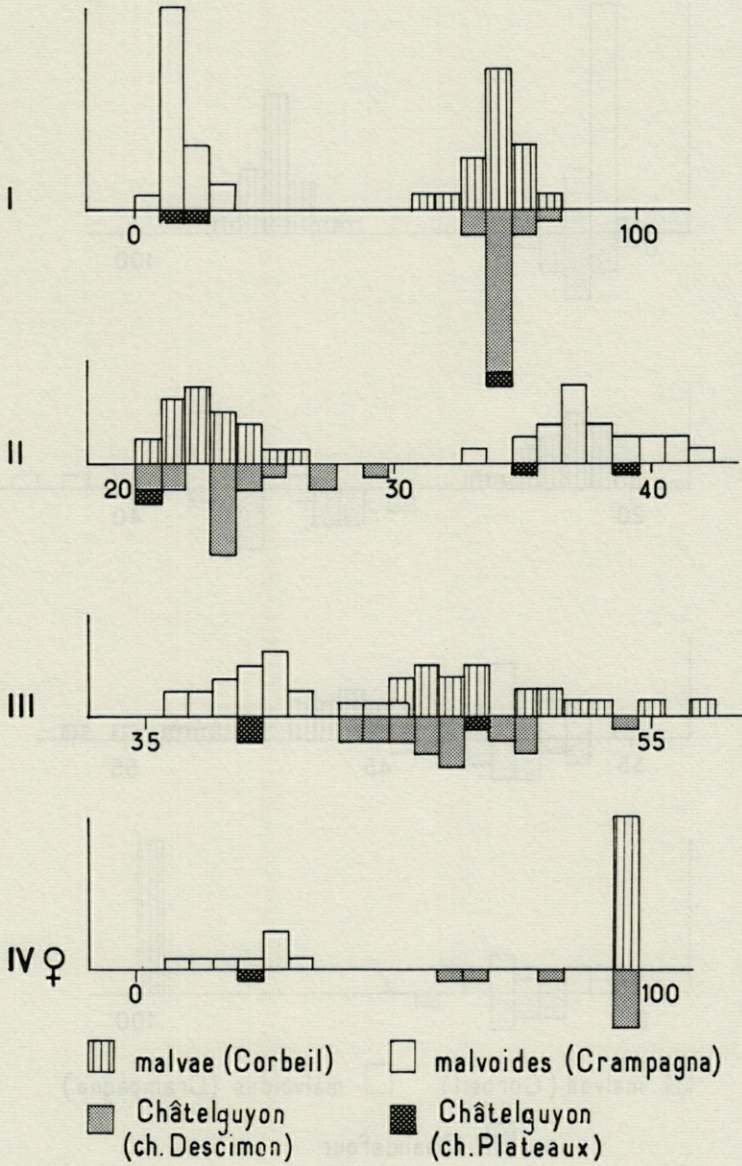 I
0 100
II
20 30 40
III
35 55
IV ♀
0 100
malvae (Corbeil) malvoides (Crampagna)
Châtelguyon (ch. Descimon) Châtelguyon (ch. Plateaux)